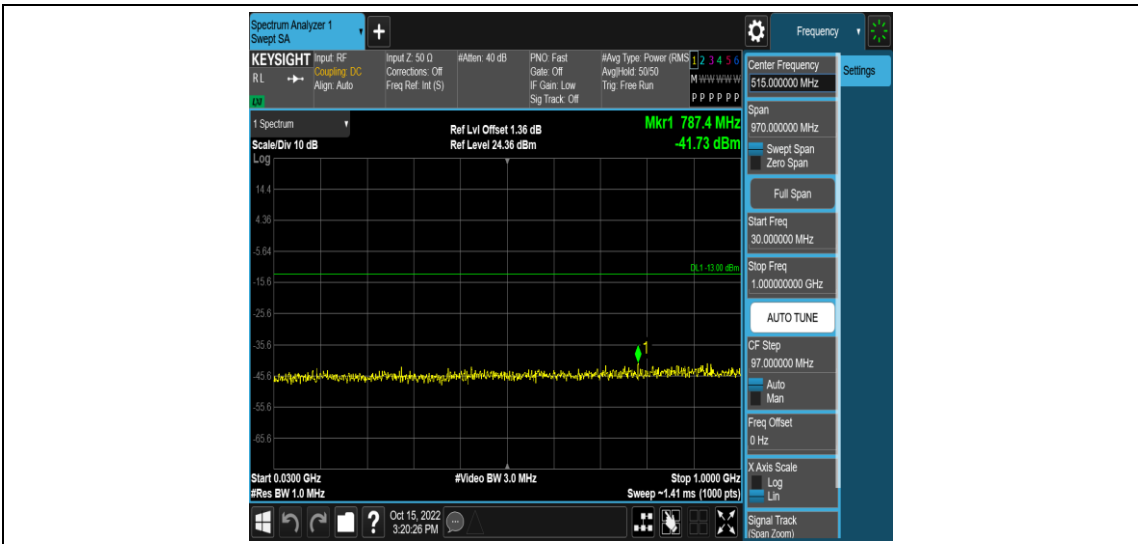 Spectrum Analyzer 1
Swept SA
+
Frequency
KEYSIGHT
RL
LXI
Input: RF
Coupling: DC
Align: Auto
Input Z: 50 Ω
Corrections: Off
Freq Ref: Int (S)
#Atten: 40 dB
PNO: Fast
Gate: Off
IF Gain: Low
Sig Track: Off
#Avg Type: Power (RMS
Avg|Hold: 50/50
Trig: Free Run
1 2 3 4 5 6
M W W W W W
P P P P P P
1 Spectrum
Scale/Div 10 dB
Log
Ref Lvl Offset 1.36 dB
Ref Level 24.36 dBm
Mkr1 787.4 MHz
-41.73 dBm
14.4
4.36
-5.64
DL1 -13.00 dBm
-15.6
-25.6
-35.6
1
-45.6
-55.6
-65.6
Start 0.0300 GHz
#Res BW 1.0 MHz
#Video BW 3.0 MHz
Stop 1.0000 GHz
Sweep ~1.41 ms (1000 pts)
?
Oct 15, 2022
3:20:26 PM
Center Frequency
515.000000 MHz
Settings
Span
970.000000 MHz
Swept Span
Zero Span
Full Span
Start Freq
30.000000 MHz
Stop Freq
1.000000000 GHz
AUTO TUNE
CF Step
97.000000 MHz
Auto
Man
Freq Offset
0 Hz
X Axis Scale
Log
Lin
Signal Track
(Span Zoom)